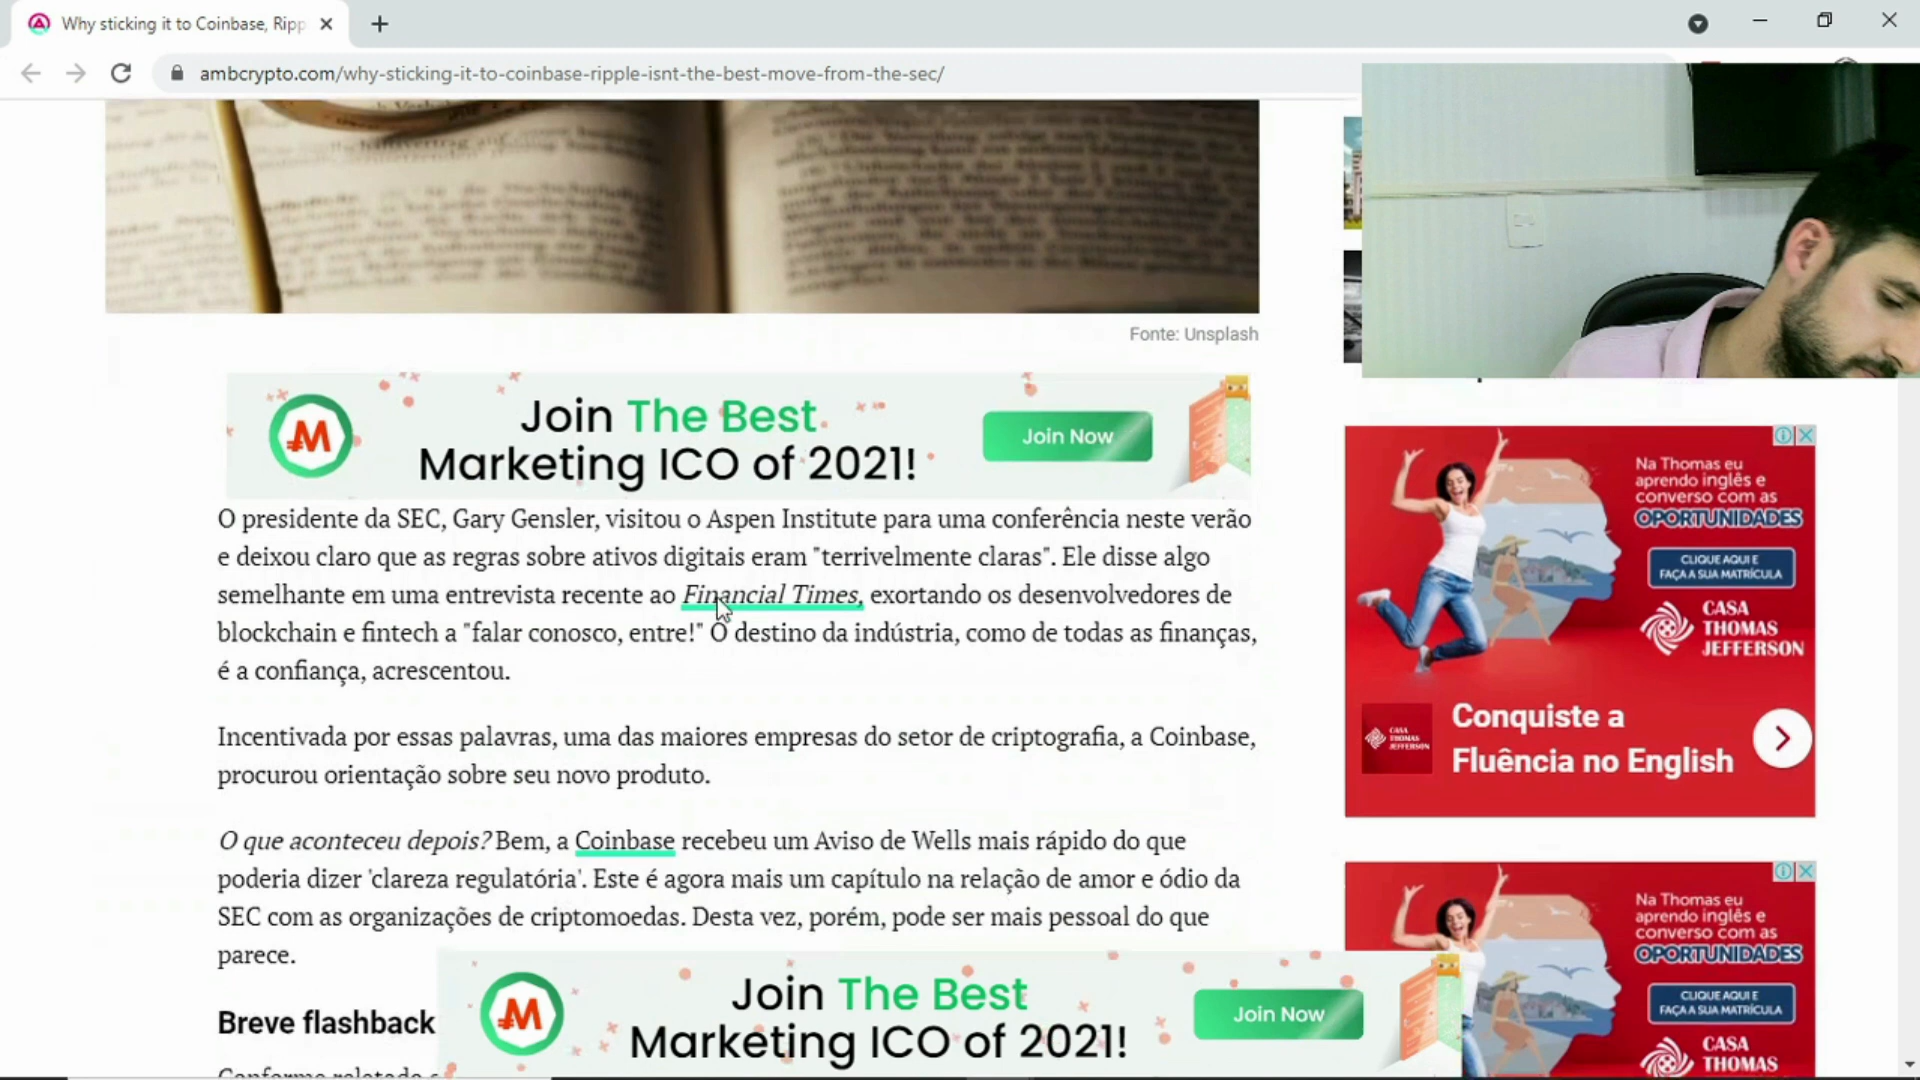 Why sticking it to Coinbase, Ripp
ambcrypto.com/why-sticking-it-to-coinbase-ripple-isnt-the-best-move-from-the-sec/
Fonte: Unsplash
Join The Best
Marketing ICO of 2021!
Join Now
O presidente da SEC, Gary Gensler, visitou o Aspen Institute para uma conferência neste verão
e deixou claro que as regras sobre ativos digitais eram "terrivelmente claras". Ele disse algo
semelhante em uma entrevista recente ao Financial Times, exortando os desenvolvedores de
blockchain e fintech a "falar conosco, entre!" O destino da indústria, como de todas as finanças,
é a confiança, acrescentou.
Incentivada por essas palavras, uma das maiores empresas do setor de criptografia, a Coinbase,
procurou orientação sobre seu novo produto.
O que aconteceu depois? Bem, a Coinbase recebeu um Aviso de Wells mais rápido do que
poderia dizer 'clareza regulatória'. Este é agora mais um capítulo na relação de amor e ódio da
SEC com as organizações de criptomoedas. Desta vez, porém, pode ser mais pessoal do que
parece.
Breve flashback
Join The Best
Marketing ICO of 2021!
Join Now
Na Thomas eu
aprendo inglês e
converso com as
OPORTUNIDADES
CLIQUE AQUI E
FAÇA A SUA MATRÍCULA
CASA
THOMAS
JEFFERSON
CASA
THOMAS
JEFFERSON
Conquiste a
Fluência no English
Na Thomas eu
aprendo inglês e
converso com as
OPORTUNIDADES
CLIQUE AQUI E
FAÇA A SUA MATRÍCULA
CASA
THOMAS